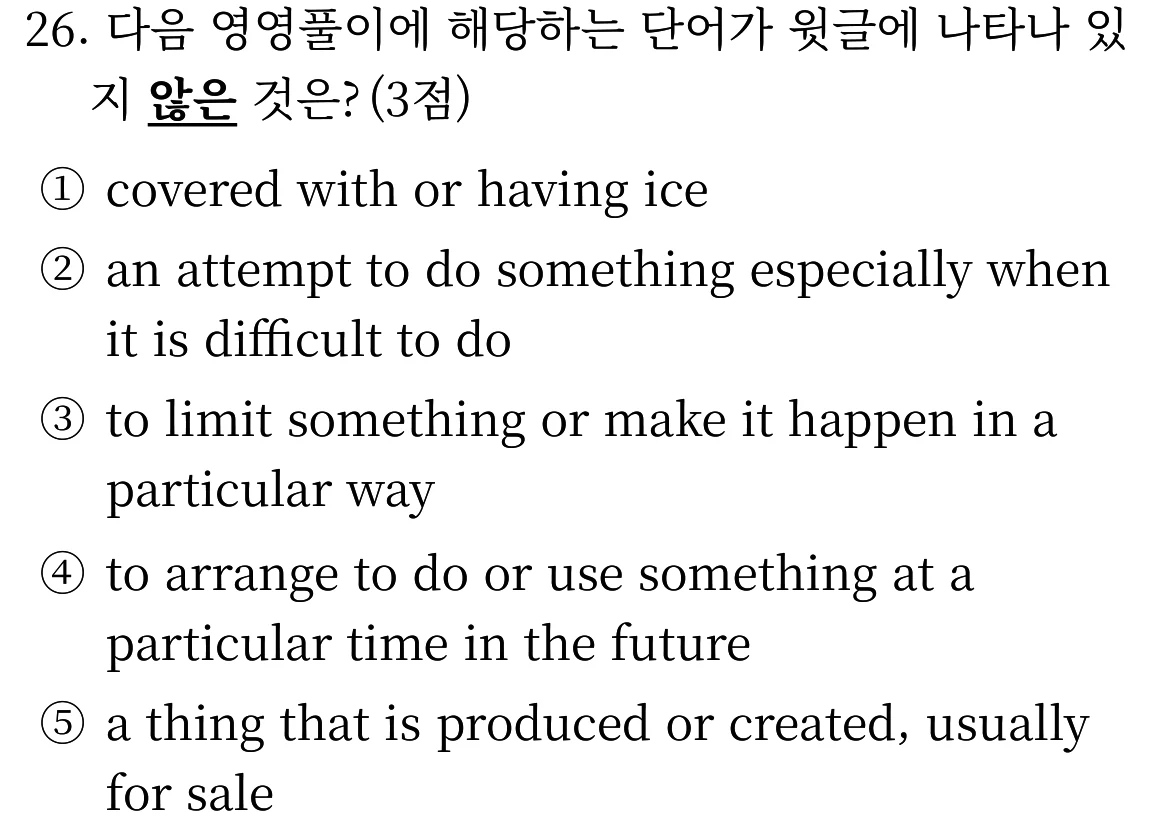 26. 다음 영영풀이에 해당하는 단어가 윗글에 나타나 있
지 않은 것은?(3점)
① covered with or having ice
② an attempt to do something especially when
it is difficult to do
③ to limit something or make it happen in a
particular way
④ to arrange to do or use something at a
particular time in the future
⑤ a thing that is produced or created, usually
for sale